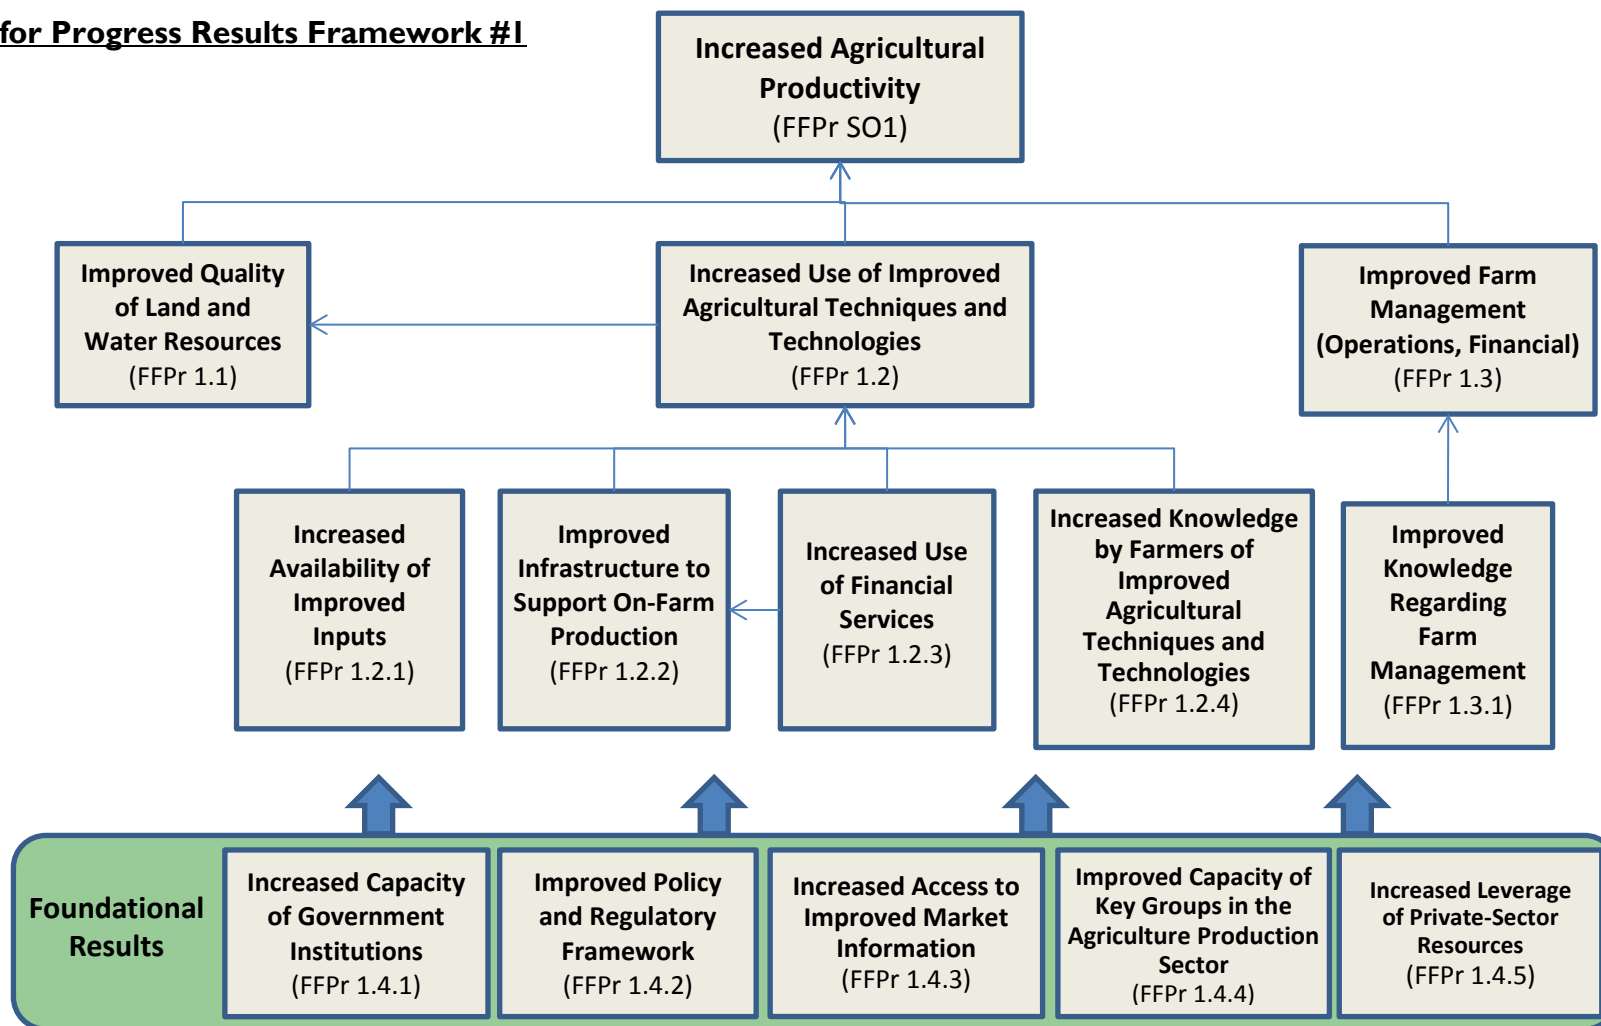 for Progress Results Framework #1
Increased Agricultural
Productivity
(FFPr SO1)
Improved Quality
of Land and
Water Resources
(FFPr 1.1)
Increased Use of Improved
Agricultural Techniques and
Technologies
(FFPr 1.2)
Improved Farm
Management
(Operations, Financial)
(FFPr 1.3)
Increased
Availability of
Improved
Inputs
(FFPr 1.2.1)
Improved
Infrastructure to
Support On-Farm
Production
(FFPr 1.2.2)
Increased Use
of Financial
Services
(FFPr 1.2.3)
Increased Knowledge
by Farmers of
Improved
Agricultural
Techniques and
Technologies
(FFPr 1.2.4)
Improved
Knowledge
Regarding
Farm
Management
(FFPr 1.3.1)
Foundational
Results
Increased Capacity
of Government
Institutions
(FFPr 1.4.1)
Improved Policy
and Regulatory
Framework
(FFPr 1.4.2)
Increased Access to
Improved Market
Information
(FFPr 1.4.3)
Improved Capacity of
Key Groups in the
Agriculture Production
Sector
(FFPr 1.4.4)
Increased Leverage
of Private-Sector
Resources
(FFPr 1.4.5)